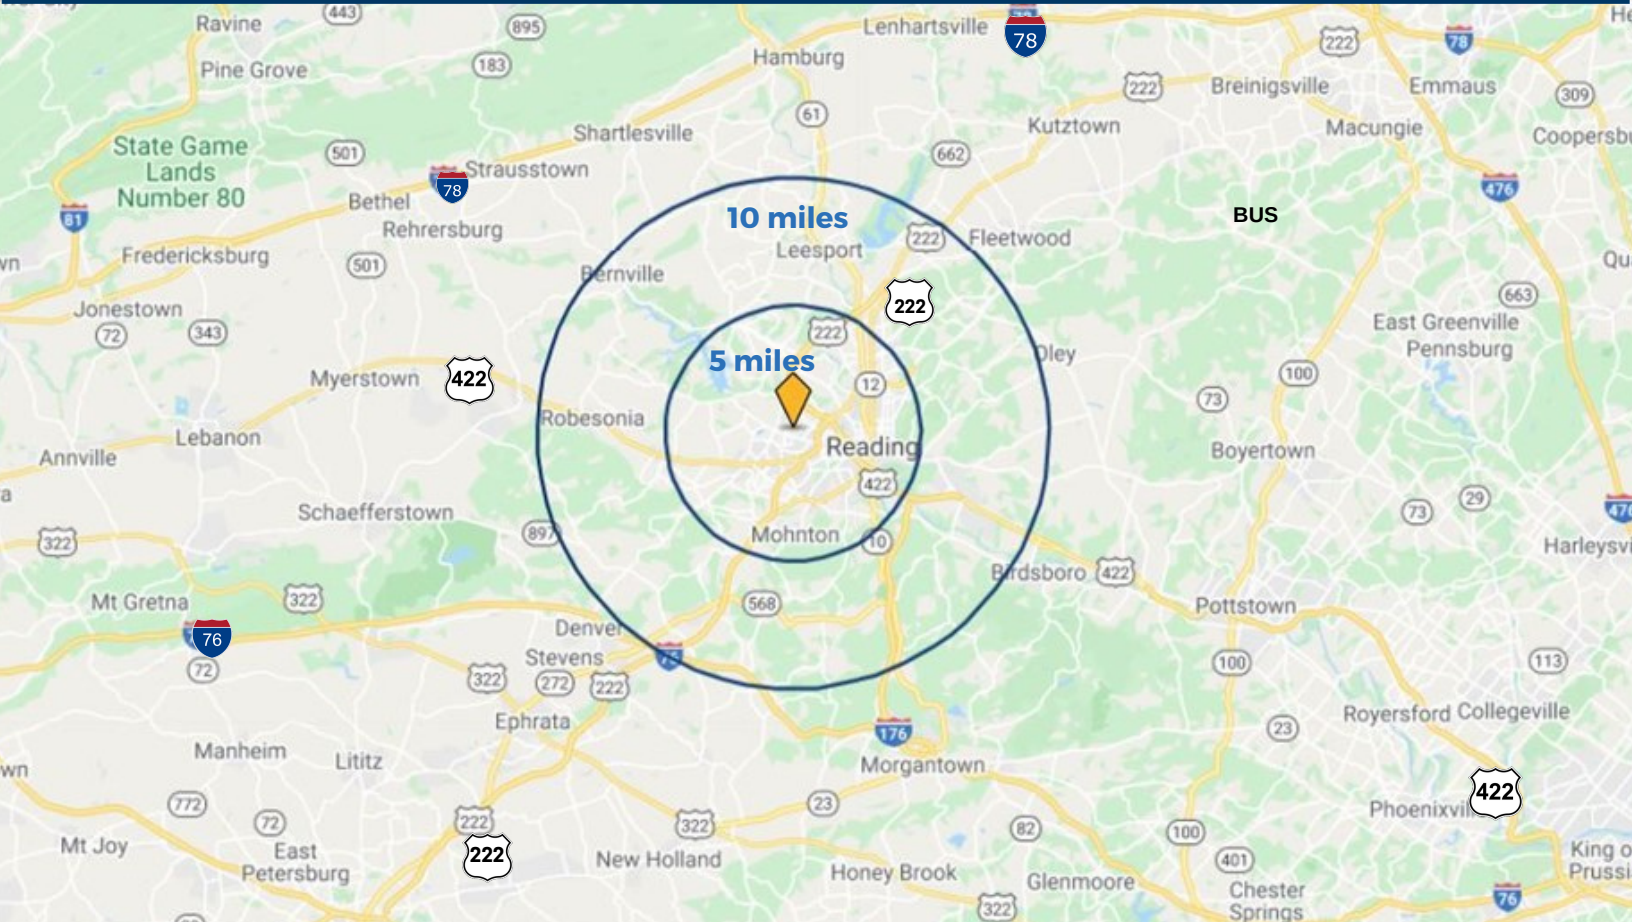 443
Ravine
895
Lenhartsville
78
222
78
Hamburg
183
Pine Grove
222
Breinigsville
Emmaus
309
61
Kutztown
Macungie
Shartlesville
State Game
Lands
Number 80
501
662
Strausstown
78
476
81
Bethel
BUS
10 miles
Rehrersburg
222
Fleetwood
Leesport
Fredericksburg
501
Bernville
663
Jonestown
222
72
343
222
East Greenville
Pennsburg
Oley
5 miles
Myerstown
422
12
100
73
Robesonia
Lebanon
Reading
Boyertown
Annville
422
73
29
Schaefferstown
322
897
Mohnton
10
476
Birdsboro
422
Mt Gretna
322
568
Pottstown
76
Denver
Stevens
76
72
322
272
222
100
113
Ephrata
176
23
Royersford
Collegeville
Manheim
Lititz
Morgantown
422
772
72
222
322
23
Phoenixvil
82
100
Mt Joy
East
Petersburg
222
New Holland
Honey Brook
401
King o
Prussi
Glenmoore
Chester
Springs
322
76